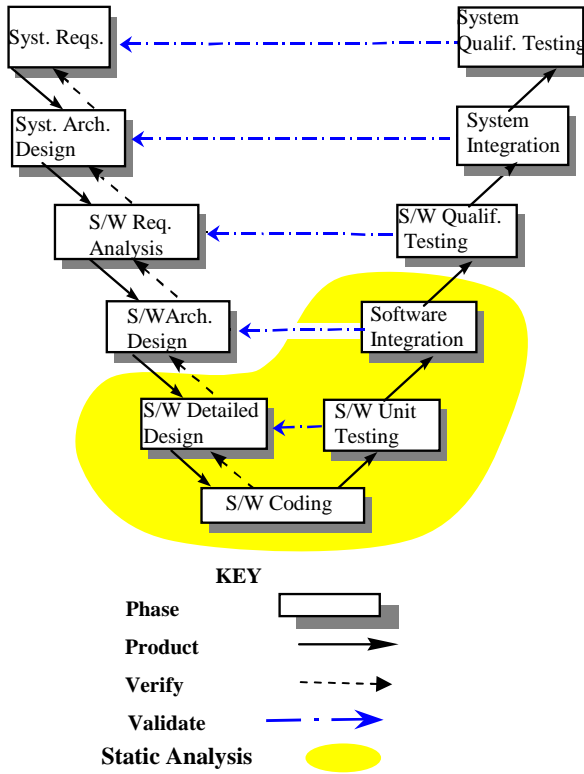 Syst. Reqs.
System
Qualif. Testing
Syst. Arch.
Design
System
Integration
S/W Req.
Analysis
S/W Qualif.
Testing
S/WArch.
Design
Software
Integration
S/W Detailed
Design
S/W Unit
Testing
S/W Coding
KEY
Phase
Product
Verify
Validate
Static Analysis